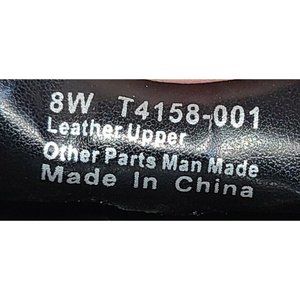 8W T4158-001
Leather Upper
Other Parts Man Made
Made In China